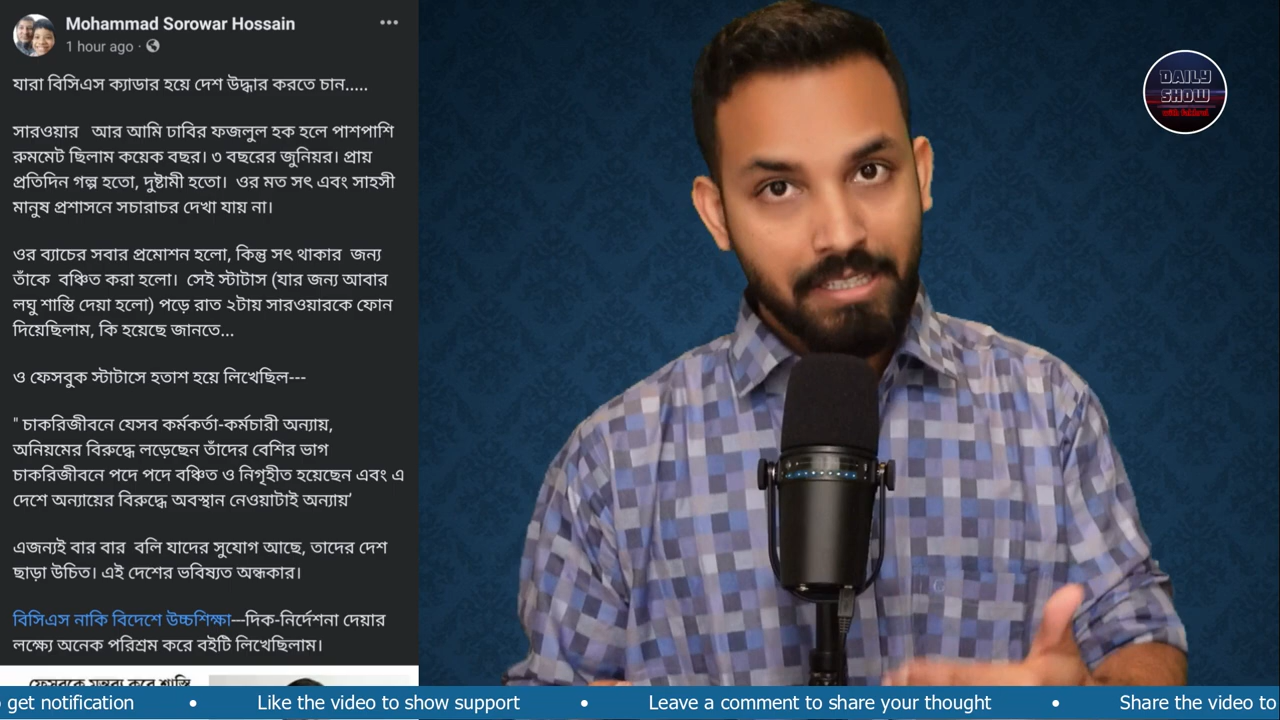 Mohammad Sorowar Hossain
1 hour ago
যারা বিসিএস ক্যাডার হয়ে দেশ উদ্ধার করতে চান.....
সারওয়ার আর আমি ঢাবির ফজলুল হক হলে পাশপাশি
রুমমেট ছিলাম কয়েক বছর। ৩ বছরের জুনিয়র। প্রায়
প্রতিদিন গল্প হতো, দুষ্টামী হতো। ওর মত সৎ এবং সাহসী
মানুষ প্রশাসনে সচারাচর দেখা যায় না।
ওর ব্যাচের সবার প্রমোশন হলো, কিন্তু সৎ থাকার জন্য
তাঁকে বঞ্চিত করা হলো। সেই স্টাটাস (যার জন্য আবার
লঘু শাস্তি দেয়া হলো) পড়ে রাত ২টায় সারওয়ারকে ফোন
দিয়েছিলাম, কি হয়েছে জানতে...
ও ফেসবুক স্টাটাসে হতাশ হয়ে লিখেছিল---
" চাকরিজীবনে যেসব কর্মকর্তা-কর্মচারী অন্যায়,
অনিয়মের বিরুদ্ধে লড়েছেন তাঁদের বেশির ভাগ
চাকরিজীবনে পদে পদে বঞ্চিত ও নিগৃহীত হয়েছেন এবং এ
দেশে অন্যায়ের বিরুদ্ধে অবস্থান নেওয়াটাই অন্যায়’
এজন্যই বার বার বলি যাদের সুযোগ আছে, তাদের দেশ
ছাড়া উচিত। এই দেশের ভবিষ্যত অন্ধকার।
বিসিএস নাকি বিদেশে উচ্চশিক্ষা—দিক-নির্দেশনা দেয়ার
লক্ষ্যে অনেক পরিশ্রম করে বইটি লিখেছিলাম।
ফেসবুকে মন্তব্য করে শাস্তি
DAILY
SHOW
get notification • Like the video to show support • Leave a comment to share your thought • Share the video to